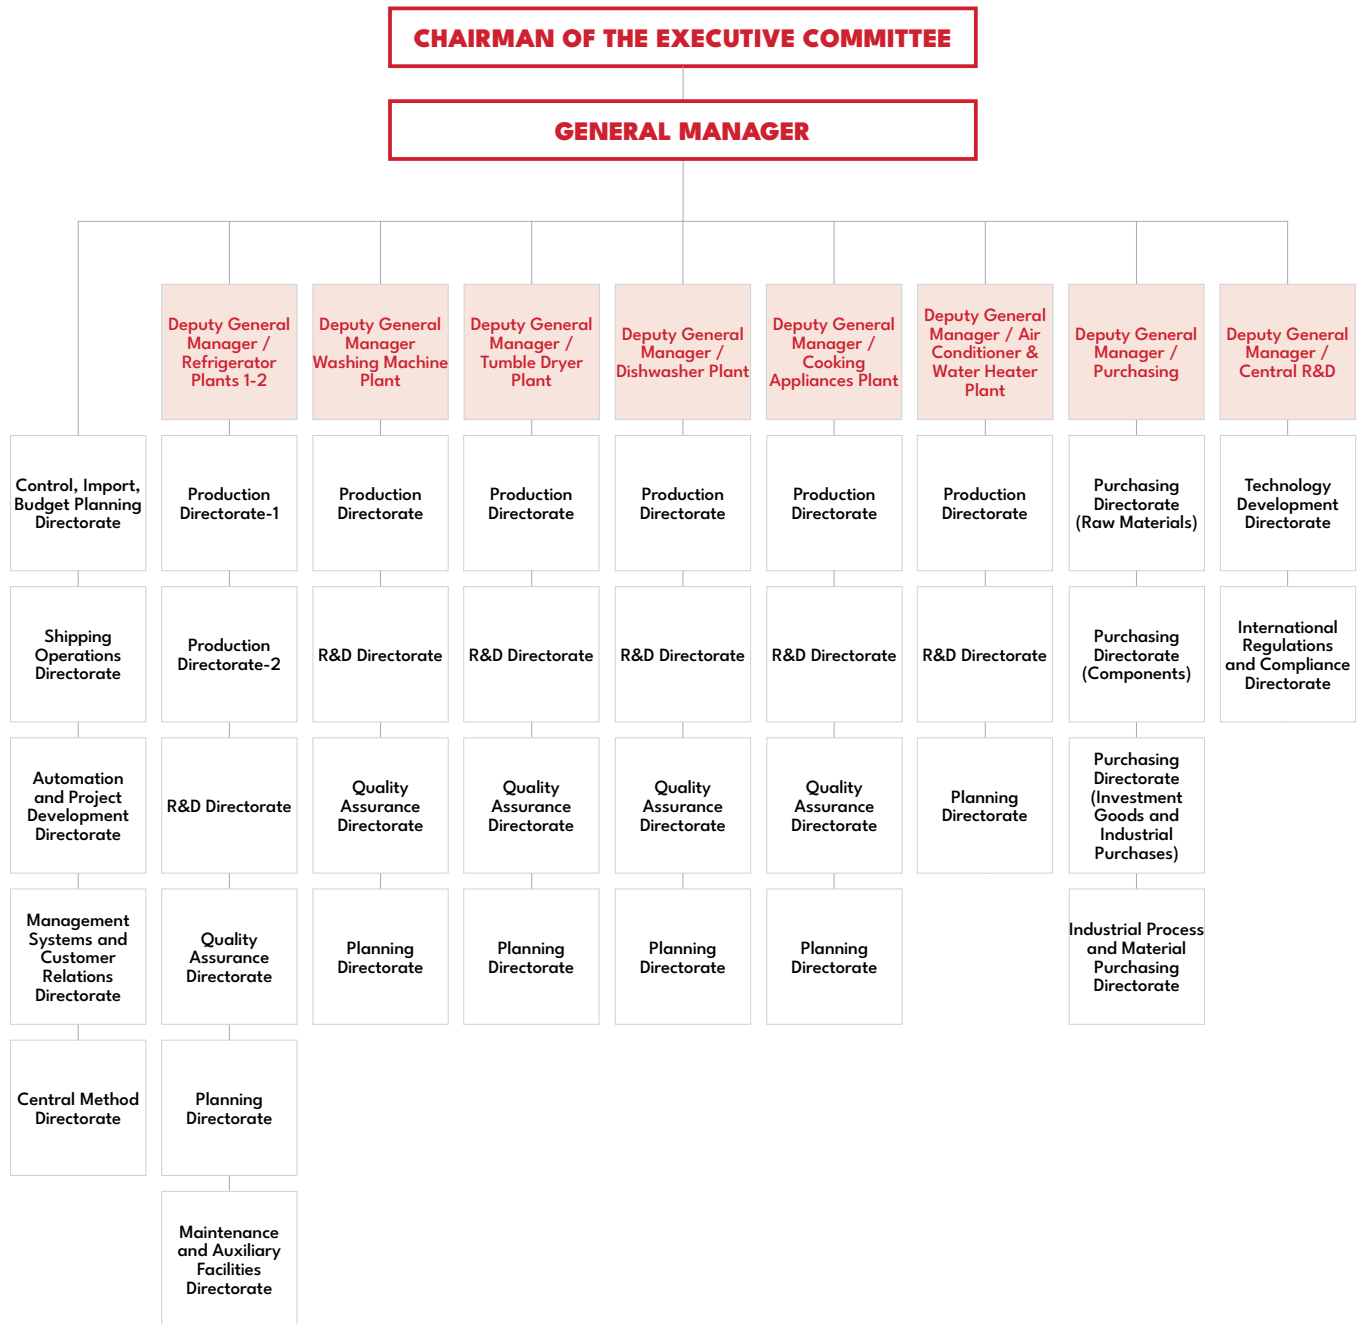 CHAIRMAN OF THE EXECUTIVE COMMITTEE
GENERAL MANAGER
Control, Import,
Budget Planning
Directorate
Shipping
Operations
Directorate
Automation
and Project
Development
Directorate
Management
Systems and
Customer
Relations
Directorate
Central Method
Directorate
Deputy General
Manager /
Refrigerator
Plants 1-2
Production
Directorate-1
Production
Directorate-2
R&D Directorate
Quality
Assurance
Directorate
Planning
Directorate
Maintenance
and Auxiliary
Facilities
Directorate
Deputy General
Manager
Washing Machine
Plant
Production
Directorate
R&D Directorate
Quality
Assurance
Directorate
Planning
Directorate
Deputy General
Manager /
Tumble Dryer
Plant
Production
Directorate
R&D Directorate
Quality
Assurance
Directorate
Planning
Directorate
Deputy General
Manager /
Dishwasher Plant
Production
Directorate
R&D Directorate
Quality
Assurance
Directorate
Planning
Directorate
Deputy General
Manager /
Cooking
Appliances Plant
Production
Directorate
R&D Directorate
Quality
Assurance
Directorate
Planning
Directorate
Deputy General
Manager / Air
Conditioner &
Water Heater
Plant
Production
Directorate
R&D Directorate
Planning
Directorate
Deputy General
Manager /
Purchasing
Purchasing
Directorate
(Raw Materials)
Purchasing
Directorate
(Components)
Purchasing
Directorate
(Investment
Goods and
Industrial
Purchases)
Industrial Process
and Material
Purchasing
Directorate
Deputy General
Manager /
Central R&D
Technology
Development
Directorate
International
Regulations
and Compliance
Directorate